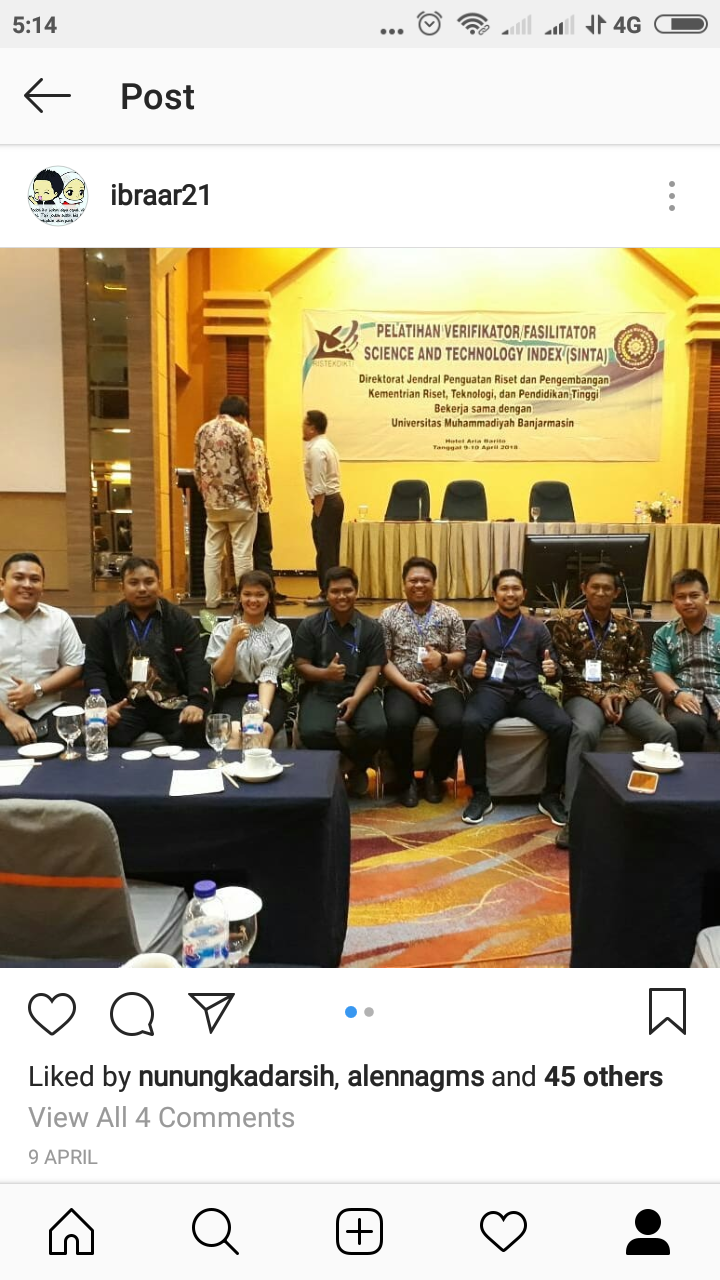 5:14
4G
Post
ibraar21
PELATIHAN VERIFIKATOR/FASILITATOR
SCIENCE AND TECHNOLOGY INDEX (SINTA)
RISTEKDIKTI
Direktorat Jendral Penguatan Riset dan Pengembangan
Kementrian Riset, Teknologi, dan Pendidikan Tinggi
Bekerja sama dengan
Universitas Muhammadiyah Banjarmasin
Hotel Aria Barito
Tanggal 9-10 April 2018
Liked by nunungkadarsih, alennagms and 45 others
View All 4 Comments
9 APRIL